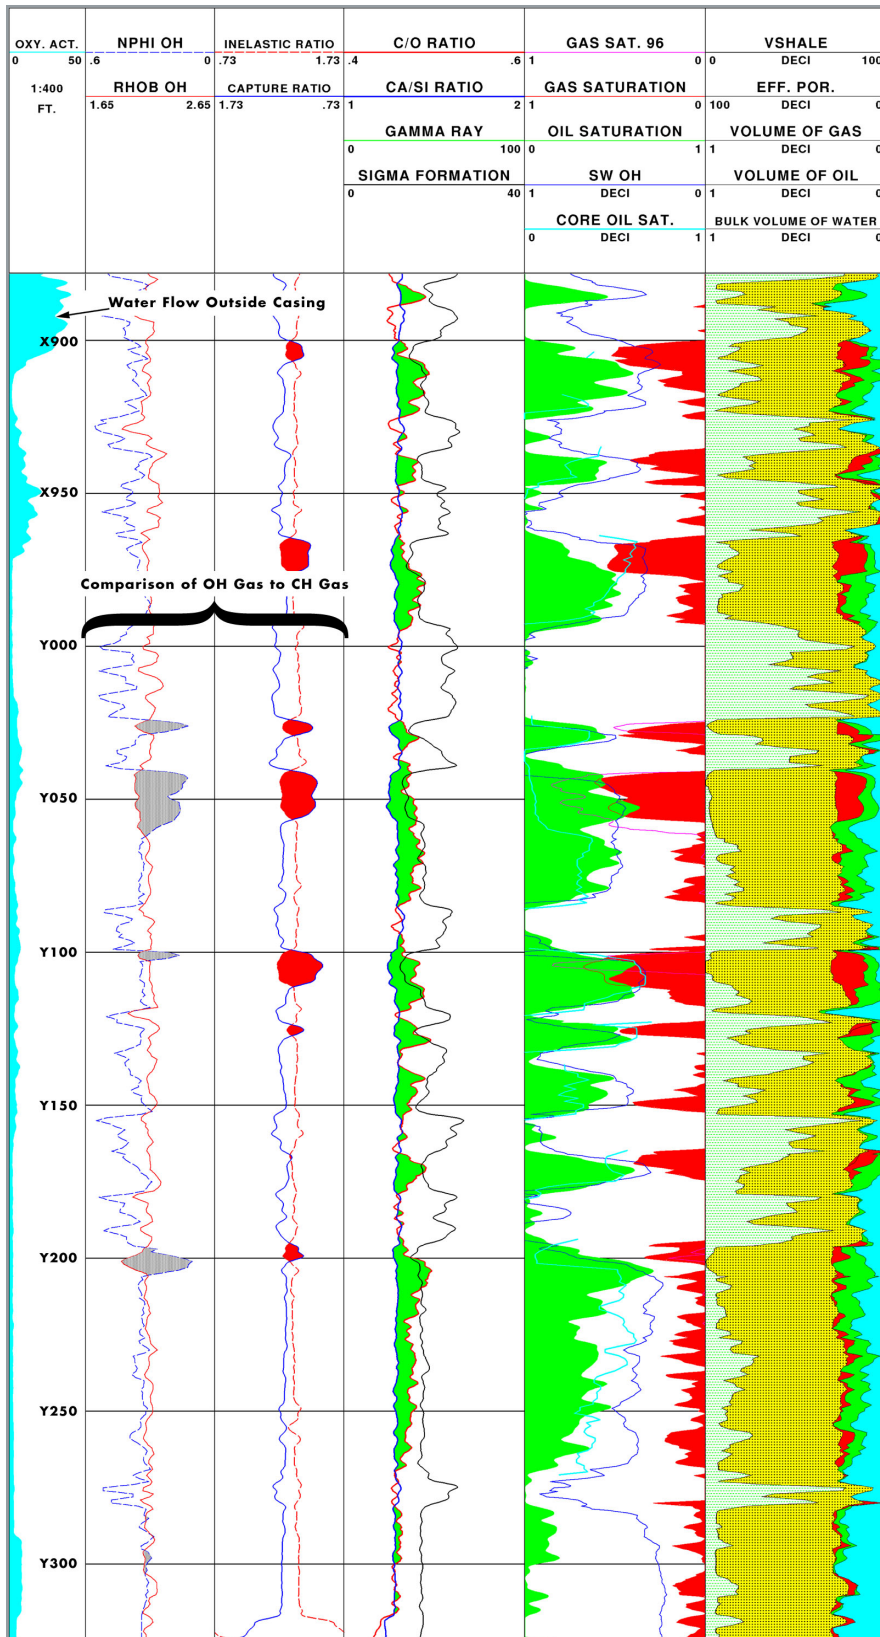 OXY. ACT. NPHI OH INELASTIC RATIO C/O RATIO GAS SAT. 96 VSHALE
0 50 .6 0 .73 1.73 .4 .6 1 0 0 DECI 100
1:400 RHOB OH CAPTURE RATIO CA/SI RATIO GAS SATURATION EFF. POR.
FT. 1.65 2.65 1.73 .73 1 2 1 0 100 DECI 0
GAMMA RAY OIL SATURATION VOLUME OF GAS
0 100 0 1 1 DECI 0
SIGMA FORMATION SW OH VOLUME OF OIL
0 40 1 DECI 0 1 DECI 0
CORE OIL SAT. BULK VOLUME OF WATER
0 DECI 1 1 DECI 0
Water Flow Outside Casing
X900
X950
Comparison of OH Gas to CH Gas
Y000
Y050
Y100
Y150
Y200
Y250
Y300